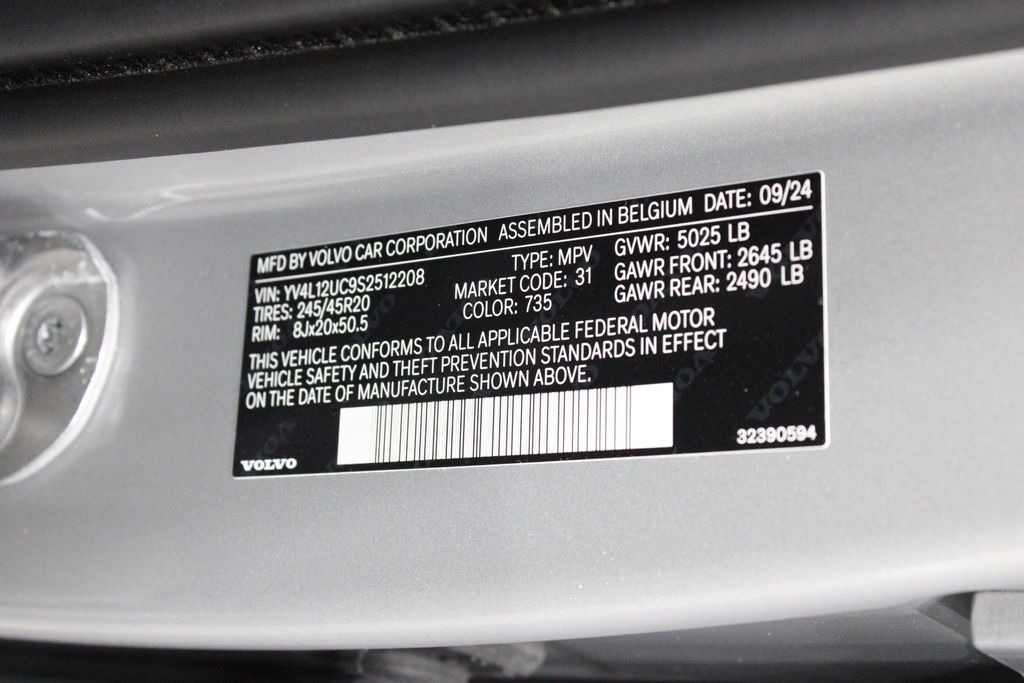 MFD BY VOLVO CAR CORPORATION ASSEMBLED IN BELGIUM DATE: 09/24
VIN: YV4L12UC9S2512208 TYPE: MPV GVWR: 5025 LB
TIRES: 245/45R20 MARKET CODE: 31 GAWR FRONT: 2645 LB
RIM: 8Jx20x50.5 COLOR: 735 GAWR REAR: 2490 LB
THIS VEHICLE CONFORMS TO ALL APPLICABLE FEDERAL MOTOR
VEHICLE SAFETY AND THEFT PREVENTION STANDARDS IN EFFECT
ON THE DATE OF MANUFACTURE SHOWN ABOVE.
VOLVO 32390594